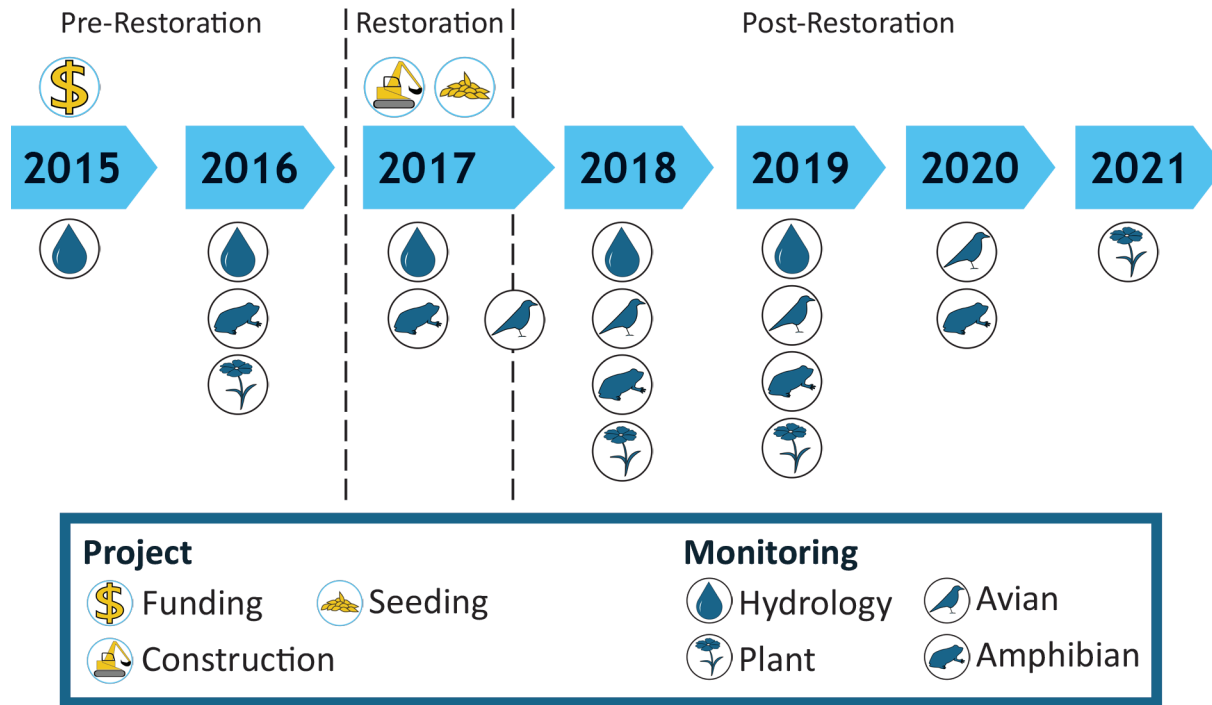 Pre-Restoration Restoration Post-Restoration
2015 2016 2017 2018 2019 2020 2021
Project Monitoring
Funding Seeding Hydrology Avian
Construction Plant Amphibian